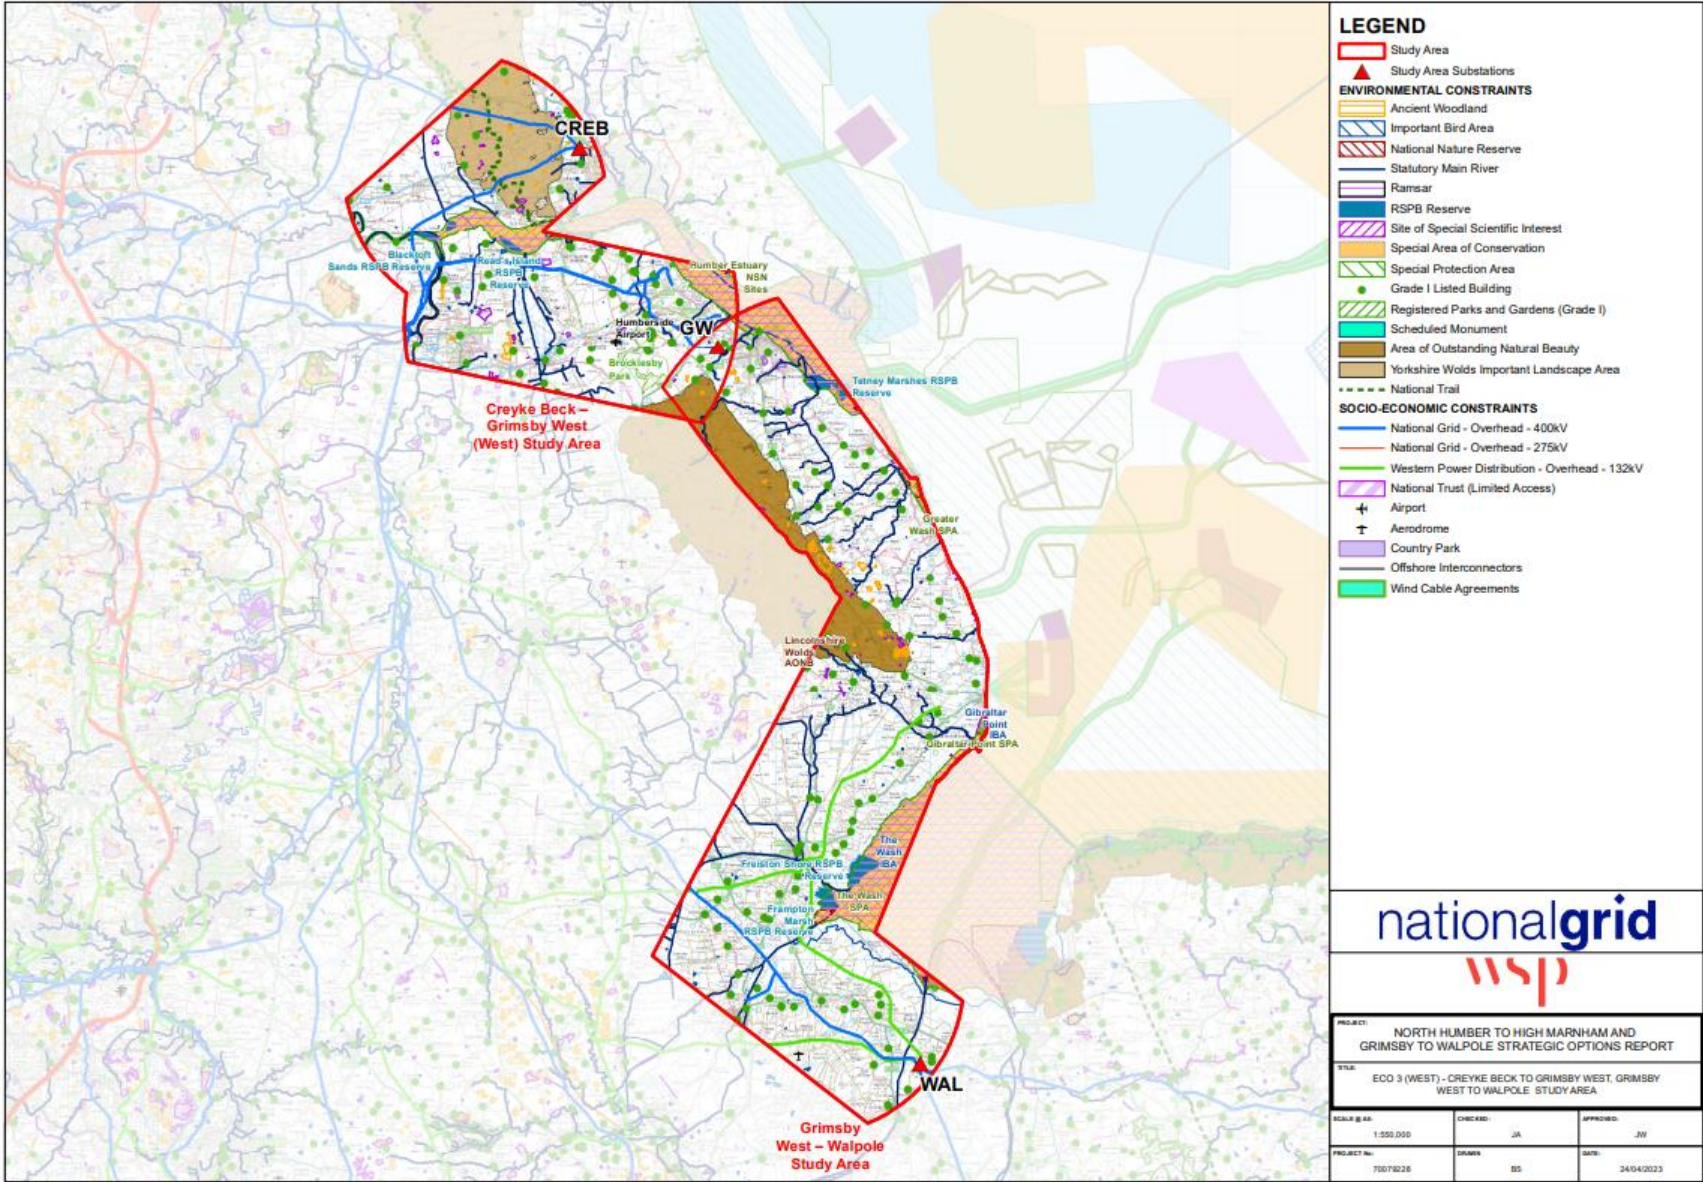 CREB
Blacktoft
Sands RSPB Reserve
Read's Island
RSPB
Reserve
Humber Estuary
NSN
Sites
Humberside
Airport
GW
Brocklesby
Park
Tetney Marshes RSPB
Reserve
Creyke Beck –
Grimsby West
(West) Study Area
Greater
Wash SPA
Lincolnshire
Wolds
AONB
Gibraltar
Point
IBA
Gibraltar Point SPA
The
Wash
IBA
Freiston Shore RSPB
Reserve
The Wash
SPA
Frampton
Marsh
RSPB Reserve
WAL
Grimsby
West – Walpole
Study Area
LEGEND
Study Area
Study Area Substations
ENVIRONMENTAL CONSTRAINTS
Ancient Woodland
Important Bird Area
National Nature Reserve
Statutory Main River
Ramsar
RSPB Reserve
Site of Special Scientific Interest
Special Area of Conservation
Special Protection Area
Grade I Listed Building
Registered Parks and Gardens (Grade I)
Scheduled Monument
Area of Outstanding Natural Beauty
Yorkshire Wolds Important Landscape Area
National Trail
SOCIO-ECONOMIC CONSTRAINTS
National Grid - Overhead - 400kV
National Grid - Overhead - 275kV
Western Power Distribution - Overhead - 132kV
National Trust (Limited Access)
Airport
Aerodrome
Country Park
Offshore Interconnectors
Wind Cable Agreements
nationalgrid
wsp
PROJECT:
NORTH HUMBER TO HIGH MARNHAM AND
GRIMSBY TO WALPOLE STRATEGIC OPTIONS REPORT
TITLE:
ECO 3 (WEST) - CREYKE BECK TO GRIMSBY WEST, GRIMSBY
WEST TO WALPOLE STUDY AREA
CHECKED:
APPROVED:
1:550,000
JA
JW
PROJECT No:
DRAWN
DATE:
70079228
BS
24/04/2023